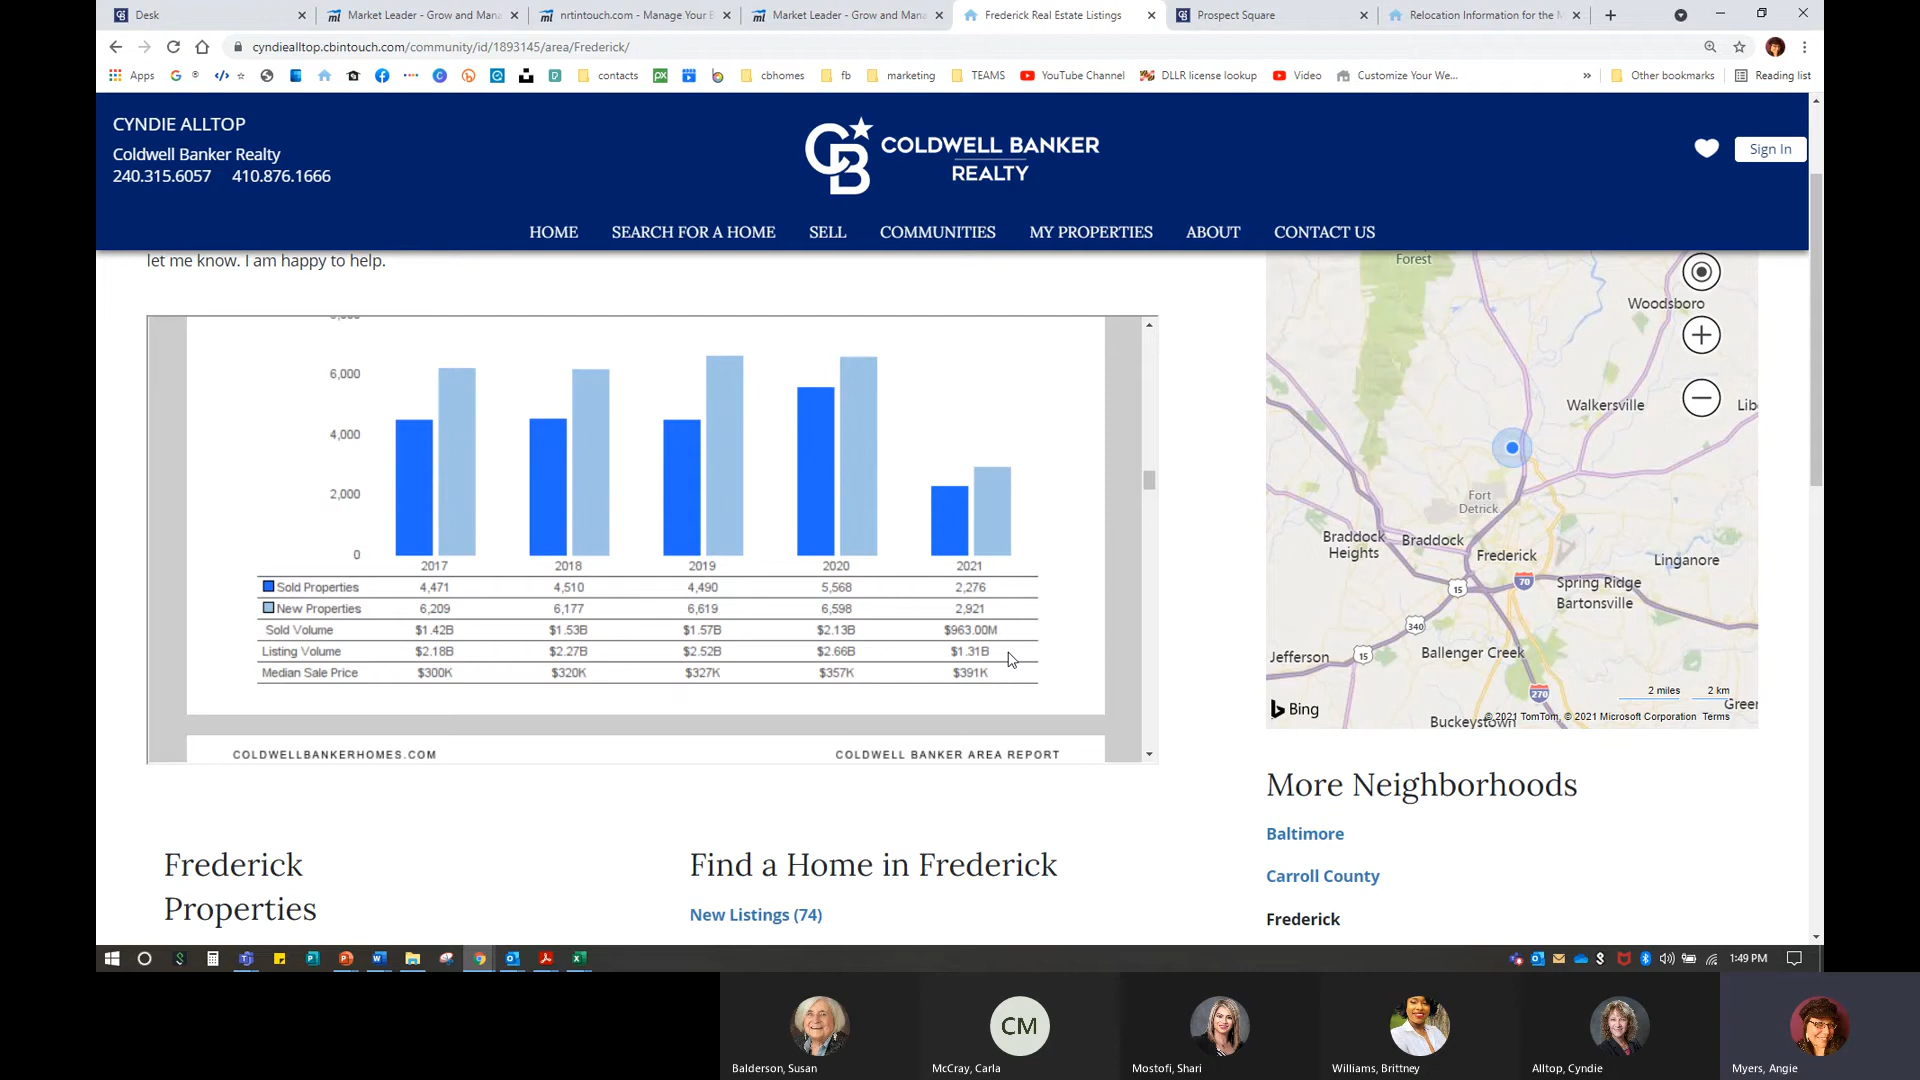 Desk
Market Leader - Grow and Mana
nrtintouch.com - Manage Your B
Market Leader - Grow and Mana
Frederick Real Estate Listings
Prospect Square
Relocation Information for the M
cyndiealltop.cbintouch.com/community/id/1893145/area/Frederick/
Apps
contacts
cbhomes
fb
marketing
TEAMS
YouTube Channel
DLLR license lookup
Video
Customize Your We...
Other bookmarks
Reading list
CYNDIE ALLTOP
Coldwell Banker Realty
240.315.6057 410.876.1666
COLDWELL BANKER
REALTY
Sign In
HOME SEARCH FOR A HOME SELL COMMUNITIES MY PROPERTIES ABOUT CONTACT US
let me know. I am happy to help.
6,000
4,000
2,000
0
2017 2018 2019 2020 2021
Sold Properties 4,471 4,510 4,490 5,568 2,276
New Properties 6,209 6,177 6,619 6,598 2,921
Sold Volume $1.42B $1.53B $1.57B $2.13B $963.00M
Listing Volume $2.18B $2.27B $2.52B $2.66B $1.31B
Median Sale Price $300K $320K $327K $357K $391K
COLDWELLBANKERHOMES.COM COLDWELL BANKER AREA REPORT
Forest
Woodsboro
Walkersville
Lib
Fort
Detrick
Braddock
Heights
Braddock
Frederick
Linganore
15
70
Spring Ridge
Bartonsville
340
Jefferson
15
Ballenger Creek
270
2 miles 2 km
Bing
Gree
Buckeystown
© 2021 TomTom, © 2021 Microsoft Corporation Terms
More Neighborhoods
Baltimore
Carroll County
Frederick
Frederick
Properties
Find a Home in Frederick
New Listings (74)
1:49 PM
CM
Balderson, Susan
McCray, Carla
Mostofi, Shari
Williams, Brittney
Alltop, Cyndie
Myers, Angie